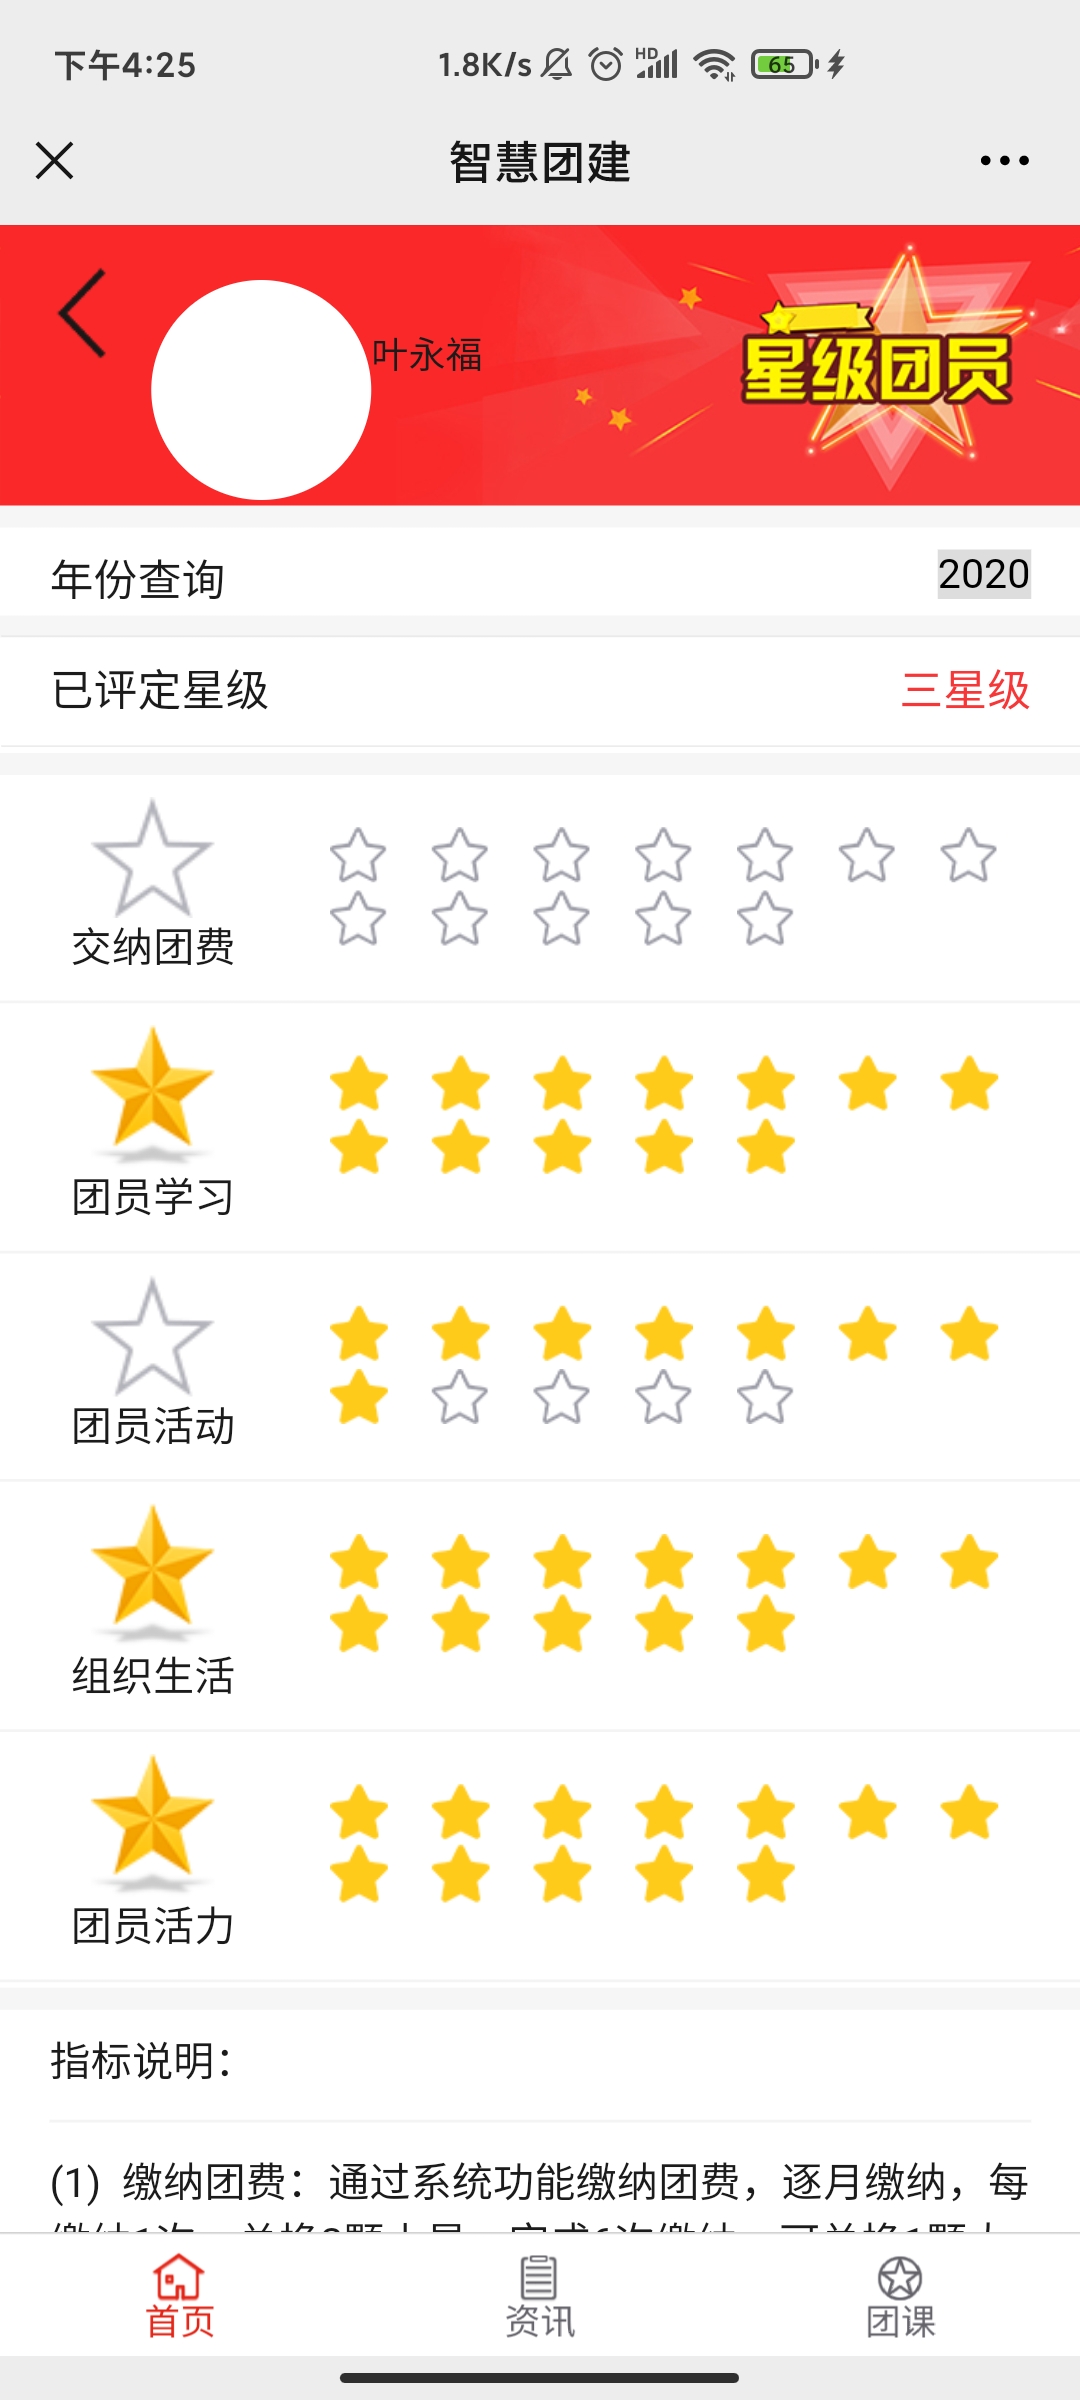 下午4:25
1.8K/s
HD
65
智慧团建
叶永福
星级团员
年份查询
2020
已评定星级
三星级
交纳团费
团员学习
团员活动
组织生活
团员活力
指标说明：
(1) 缴纳团费：通过系统功能缴纳团费，逐月缴纳，每
首页
资讯
团课